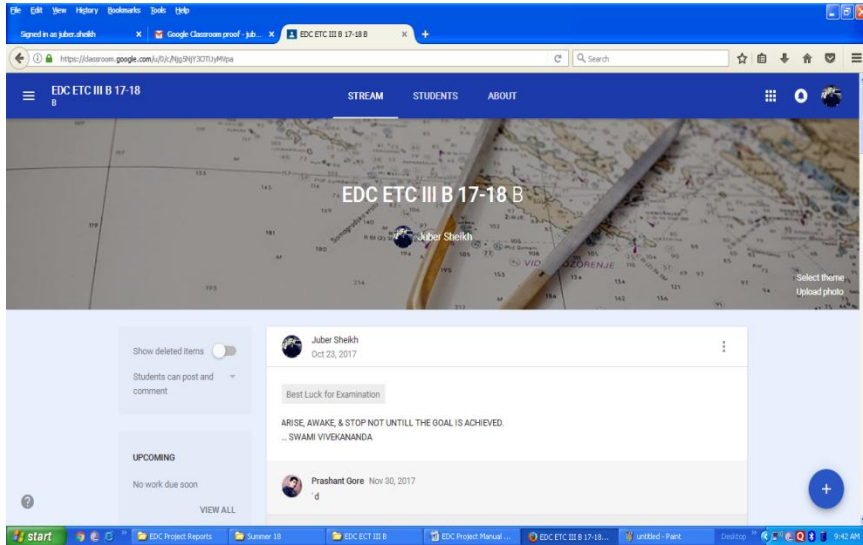 File Edit View History Bookmarks Tools Help
Signed in as juber.sheikh
Google Classroom proof - jub...
EDC ETC III B 17-18 B
https://classroom.google.com/u/0/c/Njg5NjY3OTUyMVpa
Search
EDC ETC III B 17-18
B
STREAM STUDENTS ABOUT
EDC ETC III B 17-18 B
Juber Sheikh
Select theme
Upload photo
Show deleted items
Students can post and
comment
UPCOMING
No work due soon
VIEW ALL
Juber Sheikh
Oct 23, 2017
Best Luck for Examination
ARISE, AWAKE, & STOP NOT UNTILL THE GOAL IS ACHIEVED.
... SWAMI VIVEKANANDA
Prashant Gore Nov 30, 2017
`d
start
EDC Project Reports
Summer 18
EDC ECT III B
EDC Project Manual ...
EDC ETC III B 17-18...
untitled - Paint
Desktop
9:42 AM